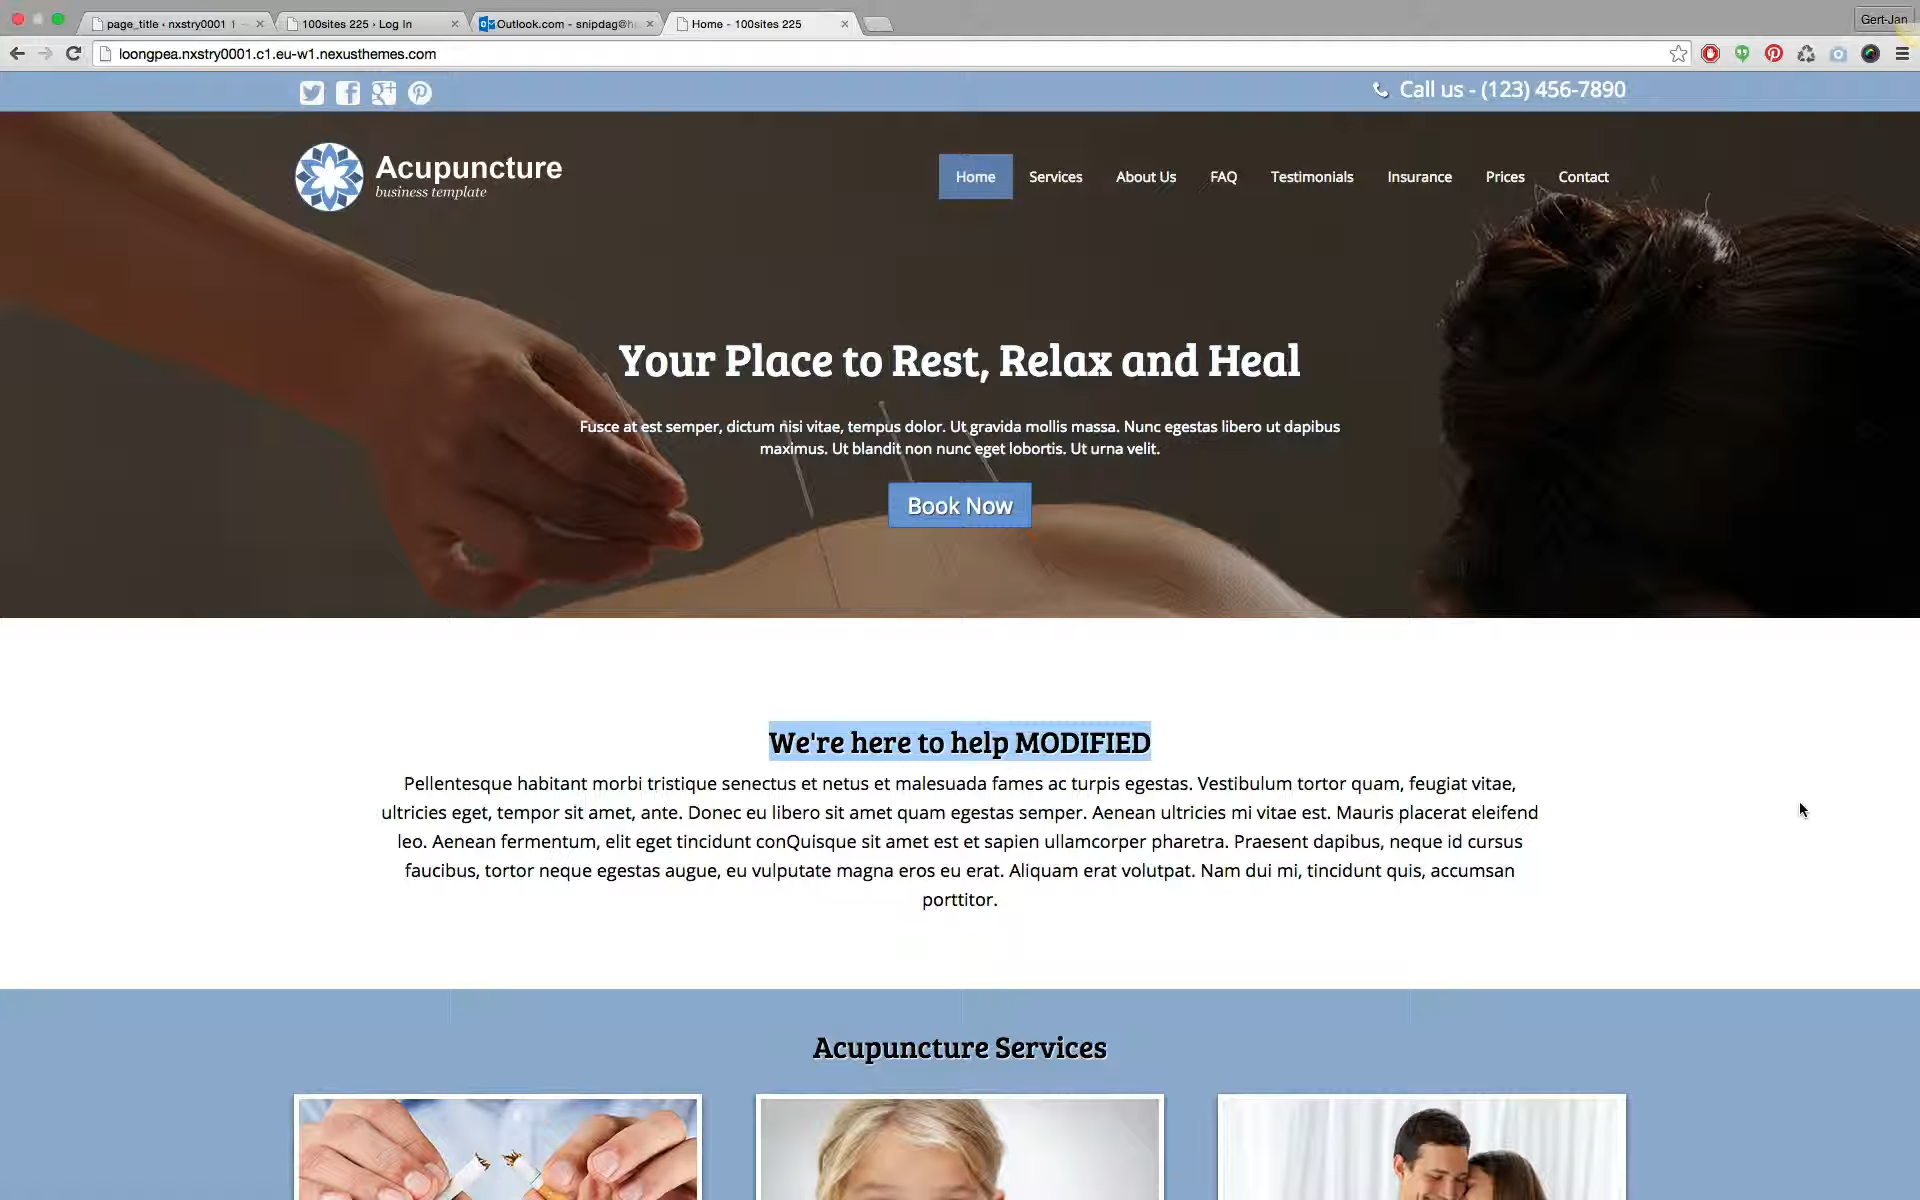 page_title ‹ nxstry0001 1
100sites 225 › Log In
Outlook.com - snipdag@h
Home - 100sites 225
Gert-Jan
loongpea.nxstry0001.c1.eu-w1.nexusthemes.com
Call us - (123) 456-7890
Acupuncture
business template
Home
Services
About Us
FAQ
Testimonials
Insurance
Prices
Contact
Your Place to Rest, Relax and Heal
Fusce at est semper, dictum nisi vitae, tempus dolor. Ut gravida mollis massa. Nunc egestas libero ut dapibus
maximus. Ut blandit non nunc eget lobortis. Ut urna velit.
Book Now
We're here to help MODIFIED
Pellentesque habitant morbi tristique senectus et netus et malesuada fames ac turpis egestas. Vestibulum tortor quam, feugiat vitae,
ultricies eget, tempor sit amet, ante. Donec eu libero sit amet quam egestas semper. Aenean ultricies mi vitae est. Mauris placerat eleifend
leo. Aenean fermentum, elit eget tincidunt conQuisque sit amet est et sapien ullamcorper pharetra. Praesent dapibus, neque id cursus
faucibus, tortor neque egestas augue, eu vulputate magna eros eu erat. Aliquam erat volutpat. Nam dui mi, tincidunt quis, accumsan
porttitor.
Acupuncture Services